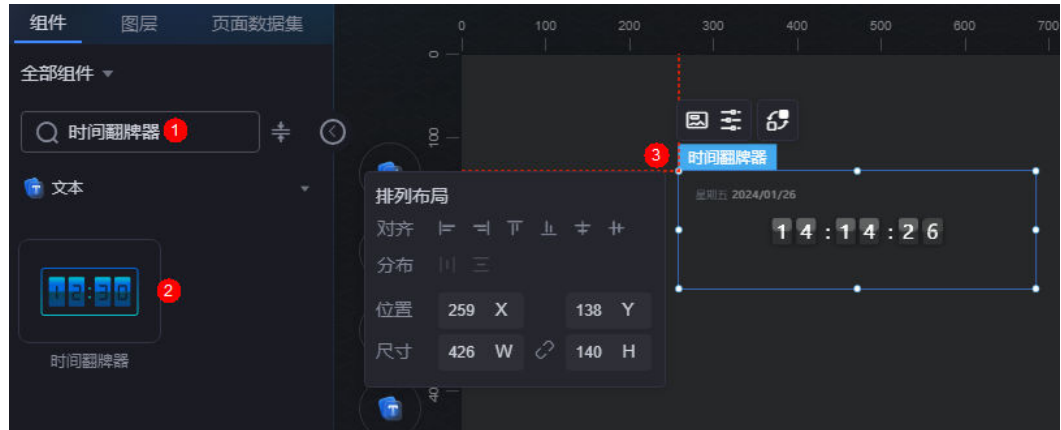 组件 图层 页面数据集
全部组件
时间翻牌器 1
文本
12:30
2
时间翻牌器
0 100 200 300 400 500 600 700
0
100
40
3
时间翻牌器
星期五 2024/01/26
14:14:26
排列布局
对齐
分布
位置 259 X 138 Y
尺寸 426 W 140 H